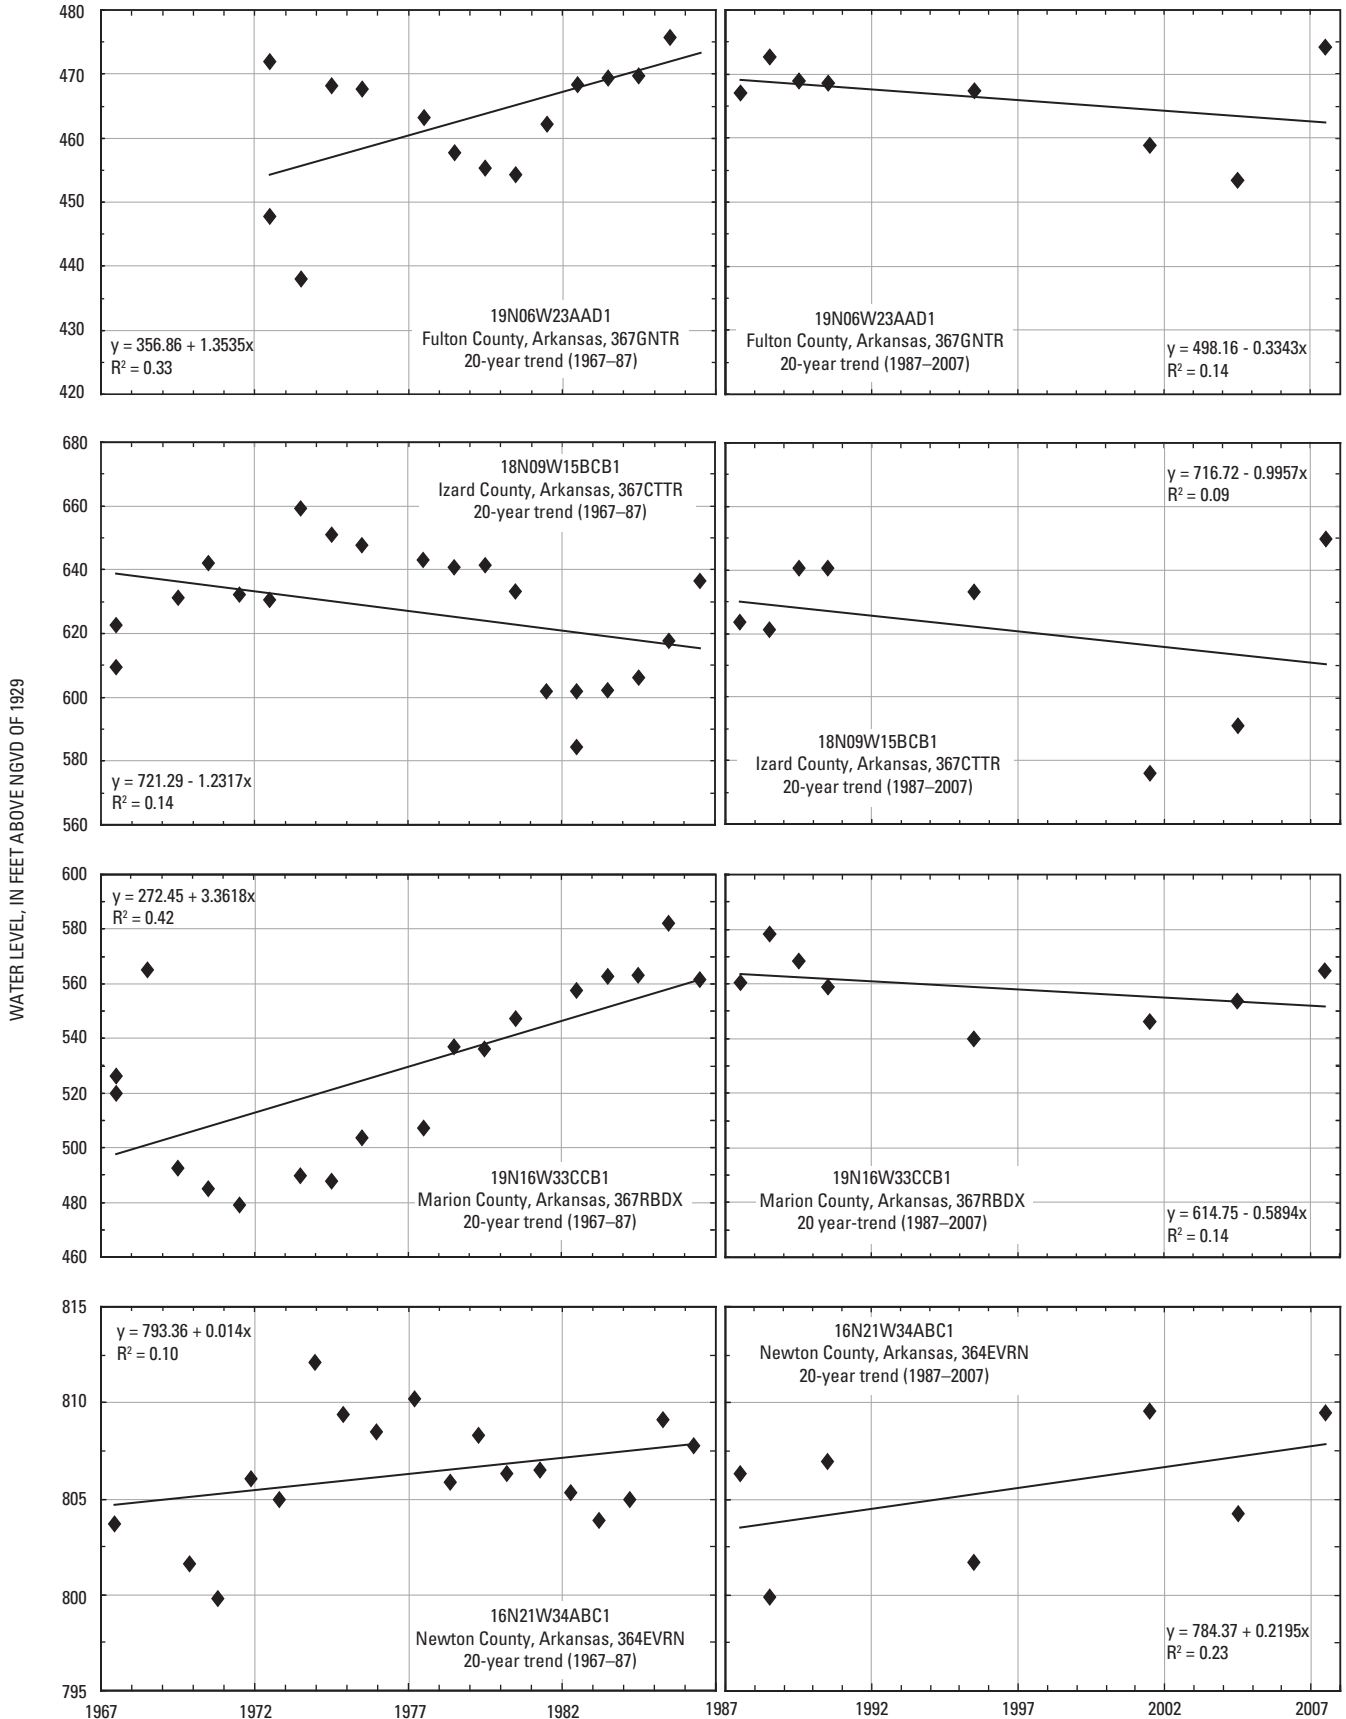 WATER LEVEL, IN FEET ABOVE NGVD OF 1929
480
470
460
450
440
430
420
19N06W23AAD1
Fulton County, Arkansas, 367GNTR
20-year trend (1967–87)
y = 356.86 + 1.3535x
R² = 0.33
19N06W23AAD1
Fulton County, Arkansas, 367GNTR
20-year trend (1987–2007)
y = 498.16 - 0.3343x
R² = 0.14
680
660
640
620
600
580
560
18N09W15BCB1
Izard County, Arkansas, 367CTTR
20-year trend (1967–87)
y = 721.29 - 1.2317x
R² = 0.14
y = 716.72 - 0.9957x
R² = 0.09
18N09W15BCB1
Izard County, Arkansas, 367CTTR
20-year trend (1987–2007)
600
580
560
540
520
500
480
460
y = 272.45 + 3.3618x
R² = 0.42
19N16W33CCB1
Marion County, Arkansas, 367RBDX
20-year trend (1967–87)
19N16W33CCB1
Marion County, Arkansas, 367RBDX
20 year-trend (1987–2007)
y = 614.75 - 0.5894x
R² = 0.14
815
810
805
800
795
y = 793.36 + 0.014x
R² = 0.10
16N21W34ABC1
Newton County, Arkansas, 364EVRN
20-year trend (1967–87)
16N21W34ABC1
Newton County, Arkansas, 364EVRN
20-year trend (1987–2007)
y = 784.37 + 0.2195x
R² = 0.23
1967 1972 1977 1982 1987 1992 1997 2002 2007